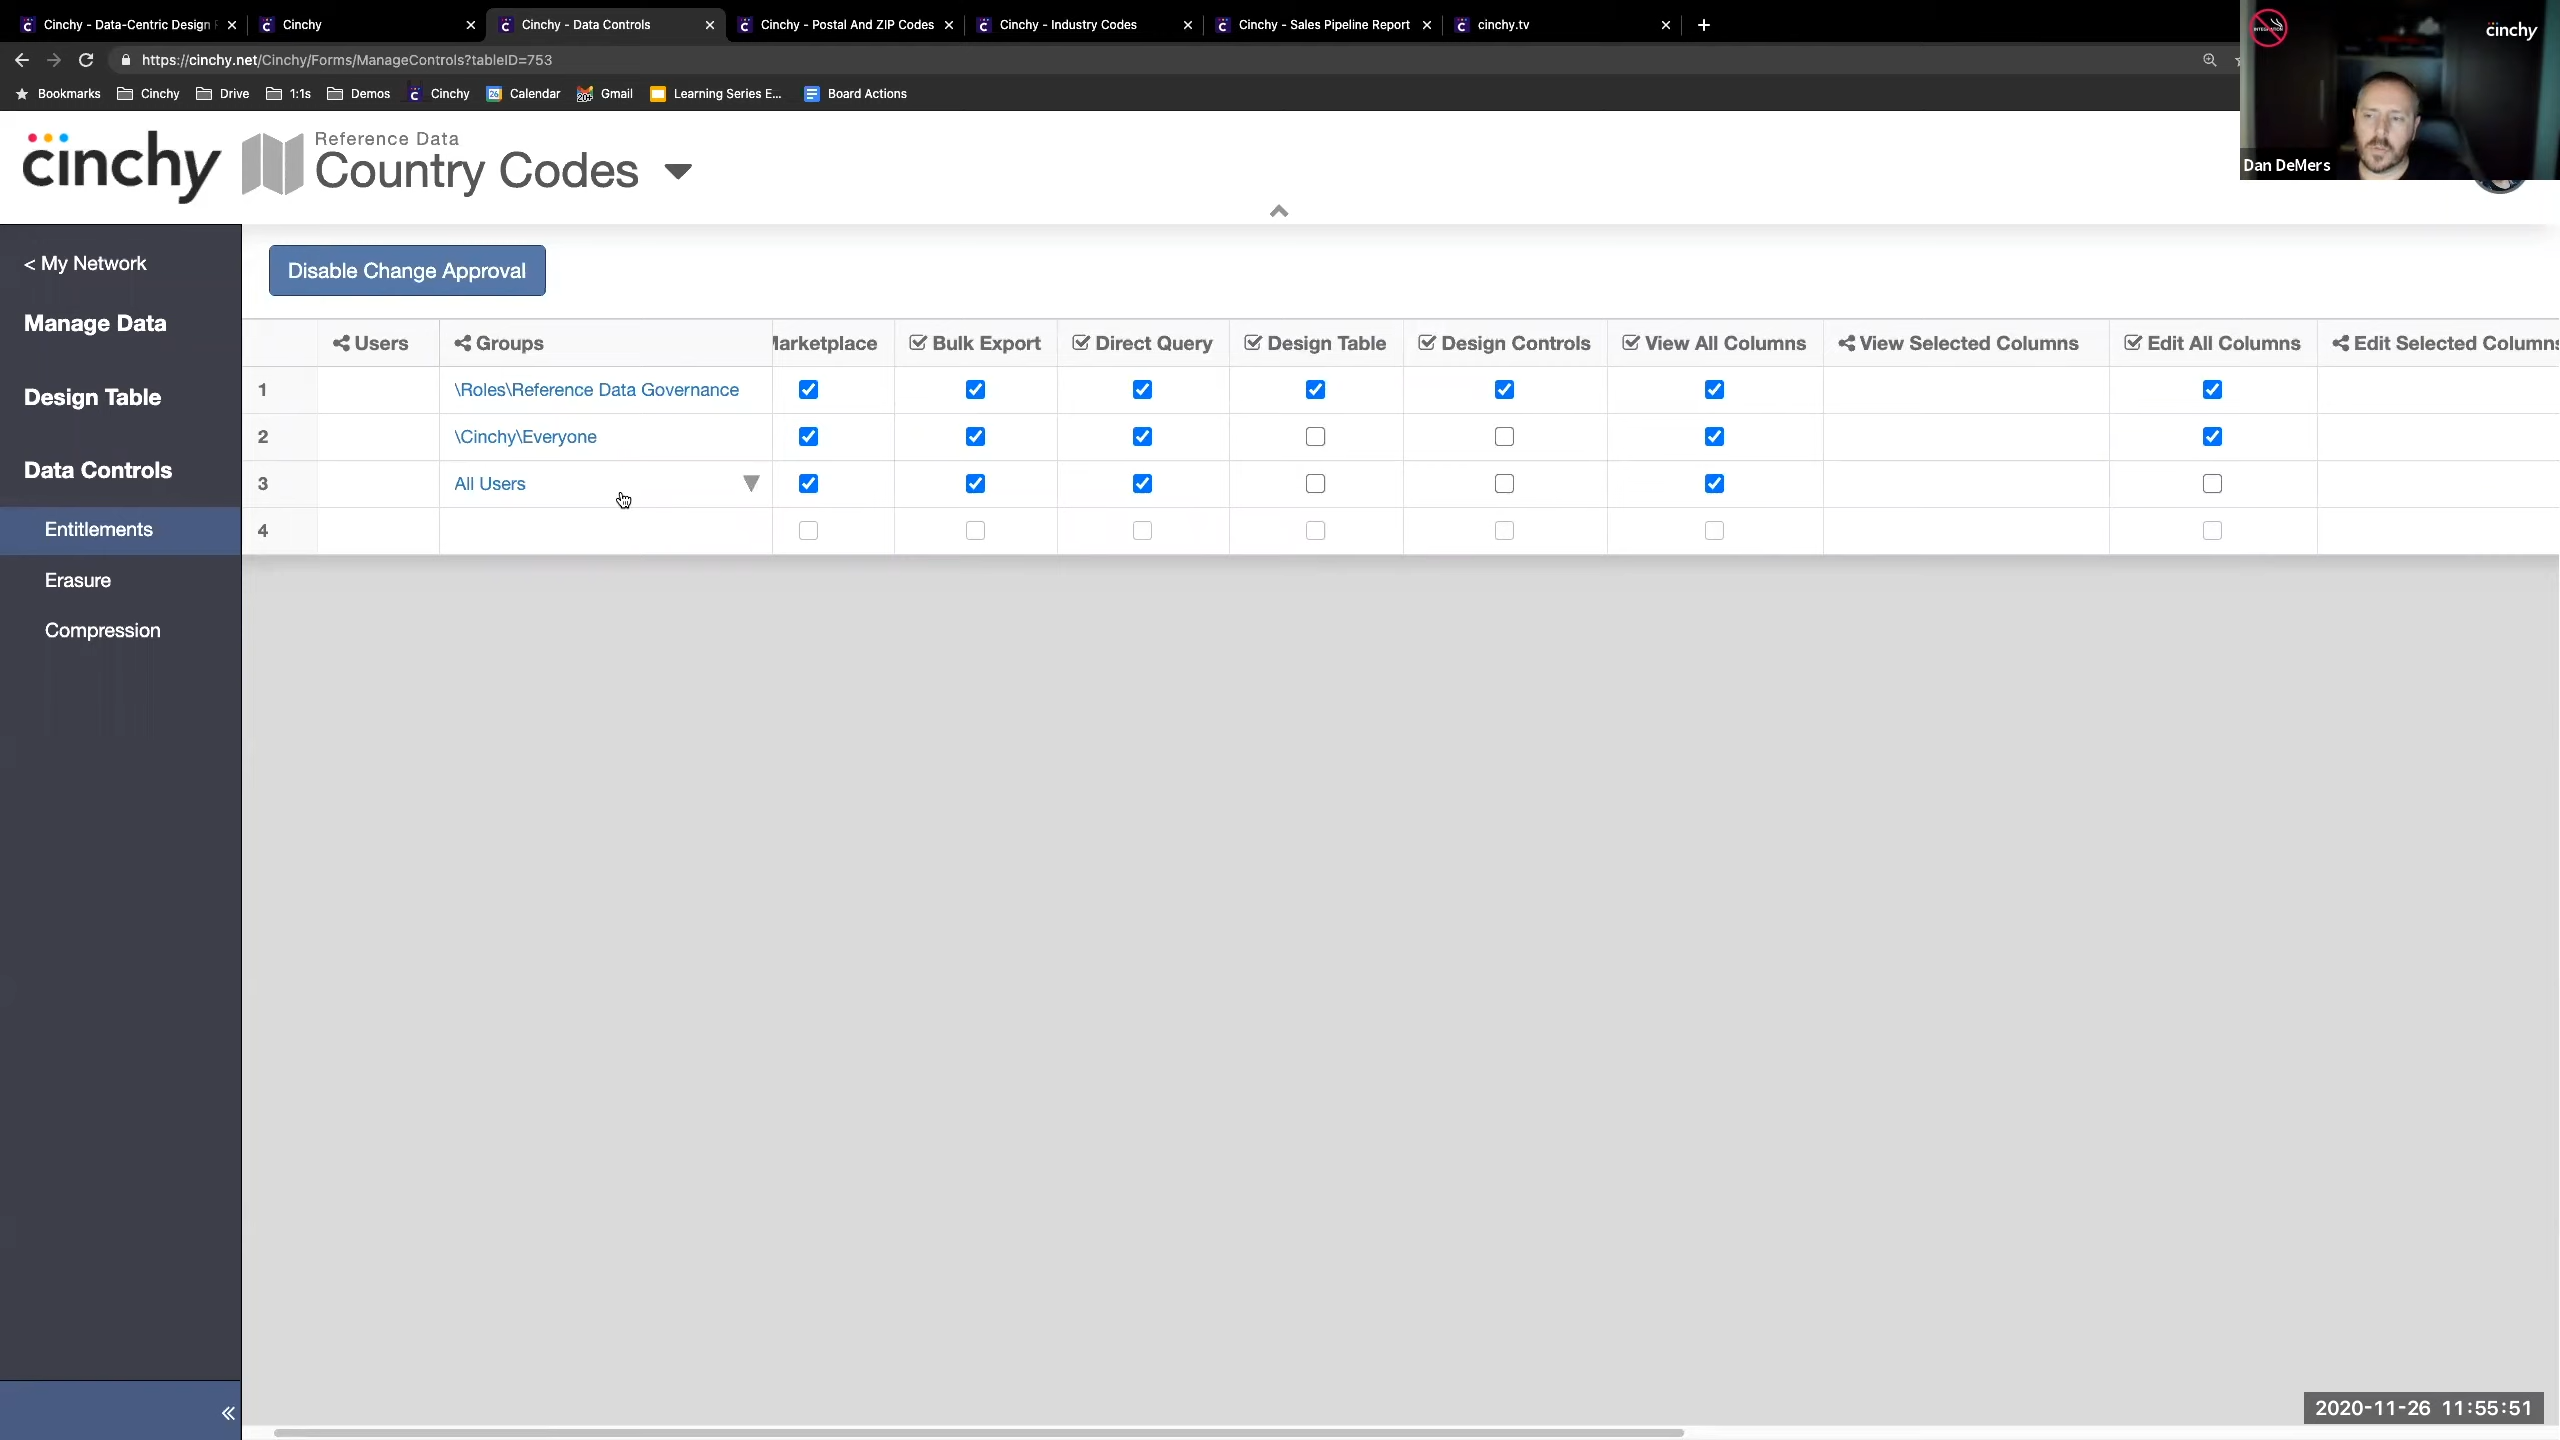 Cinchy - Data-Centric Design
Cinchy
Cinchy - Data Controls
Cinchy - Postal And ZIP Codes
Cinchy - Industry Codes
Cinchy - Sales Pipeline Report
cinchy.tv
https://cinchy.net/Cinchy/Forms/ManageControls?tableID=753
Bookmarks
Cinchy
Drive
1:1s
Demos
Cinchy
Calendar
Gmail
Learning Series E...
Board Actions
cinchy
Dan DeMers
cinchy
Reference Data
Country Codes
< My Network
Manage Data
Design Table
Data Controls
Entitlements
Erasure
Compression
Disable Change Approval
Users Groups Marketplace Bulk Export Direct Query Design Table Design Controls View All Columns View Selected Columns Edit All Columns Edit Selected Columns
1 \Roles\Reference Data Governance
2 \Cinchy\Everyone
3 All Users
4
2020-11-26 11:55:51